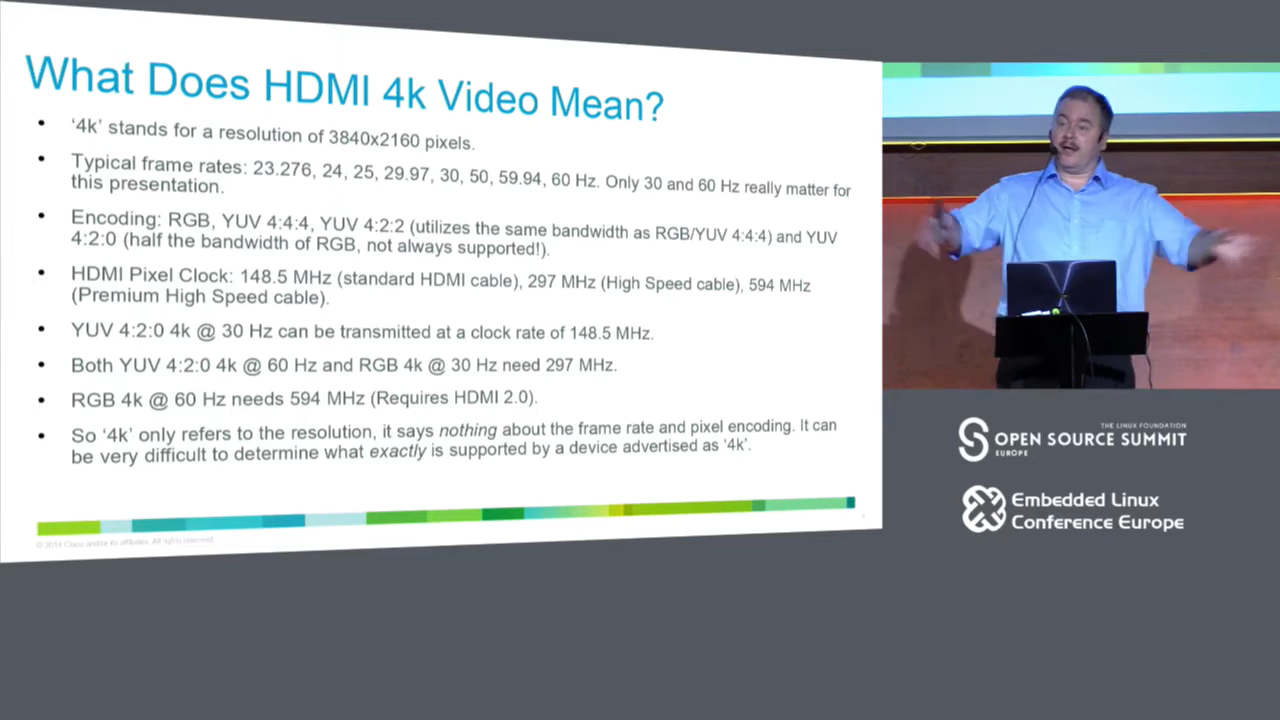 What Does HDMI 4k Video Mean?
• ‘4k’ stands for a resolution of 3840x2160 pixels.
• Typical frame rates: 23.276, 24, 25, 29.97, 30, 50, 59.94, 60 Hz. Only 30 and 60 Hz really matter for
this presentation.
• Encoding: RGB, YUV 4:4:4, YUV 4:2:2 (utilizes the same bandwidth as RGB/YUV 4:4:4) and YUV
4:2:0 (half the bandwidth of RGB, not always supported!).
• HDMI Pixel Clock: 148.5 MHz (standard HDMI cable), 297 MHz (High Speed cable), 594 MHz
(Premium High Speed cable).
• YUV 4:2:0 4k @ 30 Hz can be transmitted at a clock rate of 148.5 MHz.
• Both YUV 4:2:0 4k @ 60 Hz and RGB 4k @ 30 Hz need 297 MHz.
• RGB 4k @ 60 Hz needs 594 MHz (Requires HDMI 2.0).
• So ‘4k’ only refers to the resolution, it says nothing about the frame rate and pixel encoding. It can
be very difficult to determine what exactly is supported by a device advertised as ‘4k’.
Cisco and/or its affiliates. All rights reserved.
THE LINUX FOUNDATION
OPEN SOURCE SUMMIT
EUROPE
Embedded Linux
Conference Europe